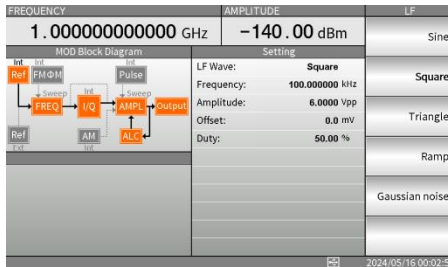 FREQUENCY AMPLITUDE LF
1.000000000000 GHz −140.00 dBm Sine
MOD Block Diagram Setting
Int Int Int
Ref FMΦM Pulse
Sweep Int Sweep
FREQ I/Q AMPL Output
Ref AM ALC
Ext Int
LF Wave: Square
Frequency: 100.000000 kHz
Amplitude: 6.0000 Vpp
Offset: 0.0 mV
Duty: 50.00 %
Square
Triangle
Ramp
Gaussian noise
2024/05/16 00:02:5